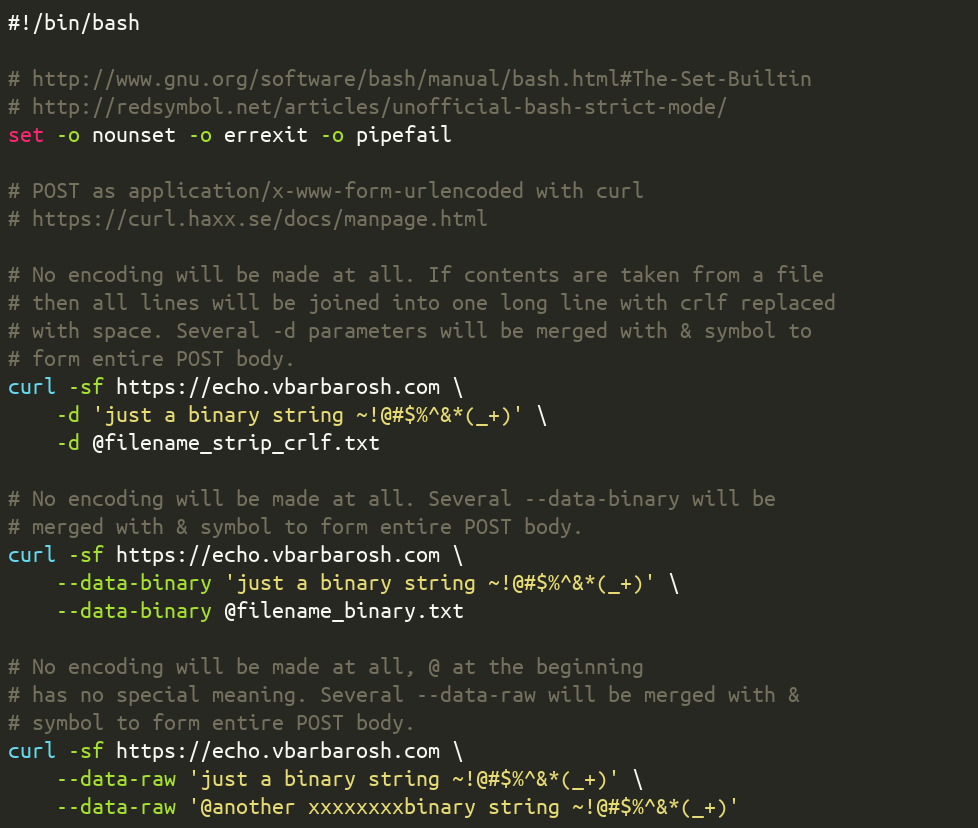 #!/bin/bash

# http://www.gnu.org/software/bash/manual/bash.html#The-Set-Builtin
# http://redsymbol.net/articles/unofficial-bash-strict-mode/
set -o nounset -o errexit -o pipefail

# POST as application/x-www-form-urlencoded with curl
# https://curl.haxx.se/docs/manpage.html

# No encoding will be made at all. If contents are taken from a file
# then all lines will be joined into one long line with crlf replaced
# with space. Several -d parameters will be merged with & symbol to
# form entire POST body.
curl -sf https://echo.vbarbarosh.com \
    -d 'just a binary string ~!@#$%^&*(_+)' \
    -d @filename_strip_crlf.txt

# No encoding will be made at all. Several --data-binary will be
# merged with & symbol to form entire POST body.
curl -sf https://echo.vbarbarosh.com \
    --data-binary 'just a binary string ~!@#$%^&*(_+)' \
    --data-binary @filename_binary.txt

# No encoding will be made at all, @ at the beginning
# has no special meaning. Several --data-raw will be merged with &
# symbol to form entire POST body.
curl -sf https://echo.vbarbarosh.com \
    --data-raw 'just a binary string ~!@#$%^&*(_+)' \
    --data-raw '@another xxxxxxxxbinary string ~!@#$%^&*(_+)'